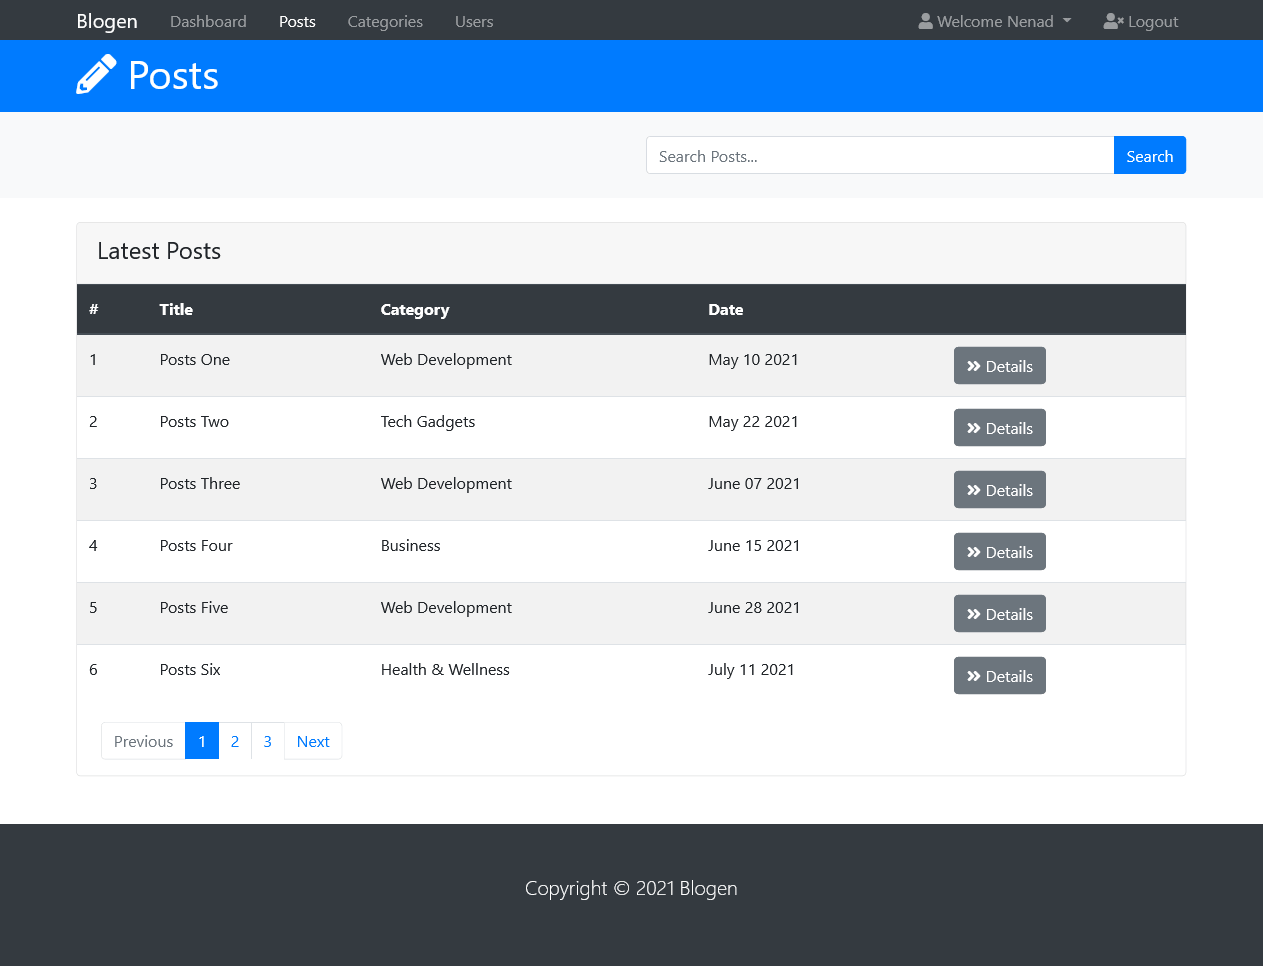 Blogen Dashboard Posts Categories Users Welcome Nenad Logout
Posts
Search Posts... Search
Latest Posts
# Title Category Date
1 Posts One Web Development May 10 2021 Details
2 Posts Two Tech Gadgets May 22 2021 Details
3 Posts Three Web Development June 07 2021 Details
4 Posts Four Business June 15 2021 Details
5 Posts Five Web Development June 28 2021 Details
6 Posts Six Health & Wellness July 11 2021 Details
Previous 1 2 3 Next
Copyright © 2021 Blogen